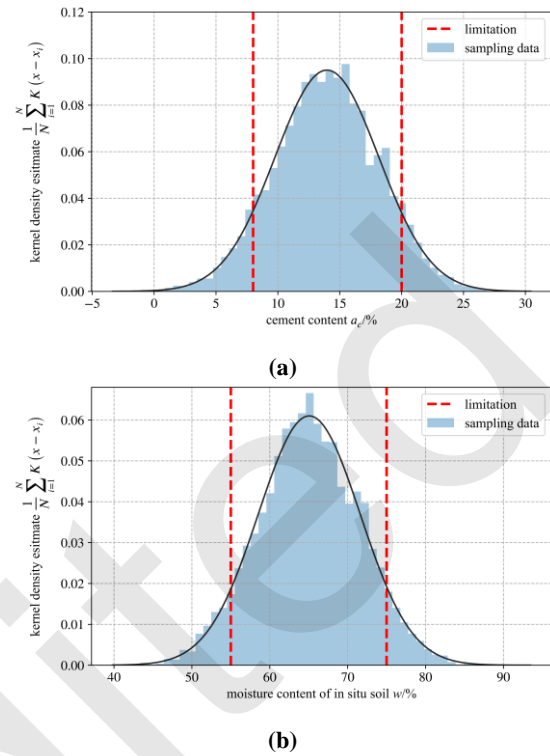 0.12
0.10
0.08
0.06
0.04
0.02
0.00
kernel density esitmate \frac{1}{N} \sum_{i=1}^{N} K (x − x_i)
limitation
sampling data
−5 0 5 10 15 20 25 30
cement content a_c/%
(a)
0.06
0.05
0.04
0.03
0.02
0.01
0.00
kernel density esitmate \frac{1}{N} \sum_{i=1}^{N} K (x − x_i)
limitation
sampling data
40 50 60 70 80 90
moisture content of in situ soil w/%
(b)